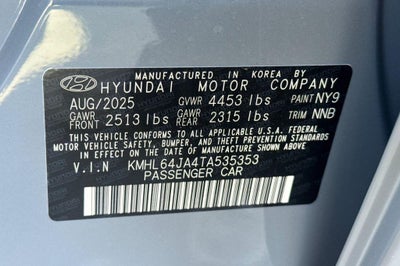 MANUFACTURED IN KOREA BY
HYUNDAI MOTOR COMPANY
AUG/2025 GVWR 4453 lbs PAINT NY9
GAWR FRONT 2513 lbs GAWR REAR 2315 lbs TRIM NNB
THIS VEHICLE CONFORMS TO ALL APPLICABLE U.S.A. FEDERAL
MOTOR VEHICLE SAFETY, BUMPER, AND THEFT PREVENTION
STANDARDS IN EFFECT ON THE DATE OF MANUFACTURE SHOWN ABOVE.
V.I.N KMHL64JA4TA535353
PASSENGER CAR